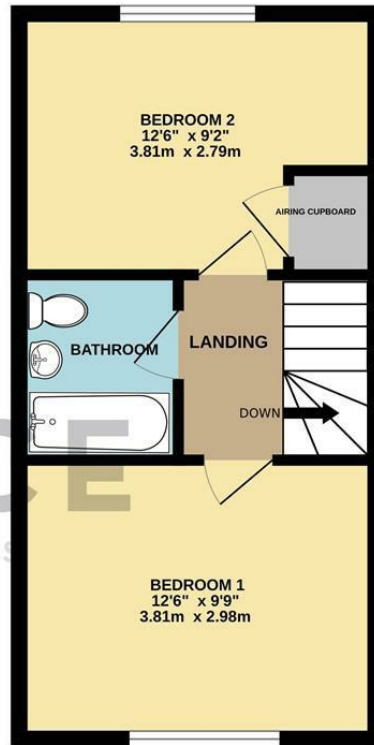 BEDROOM 2
12'6" x 9'2"
3.81m x 2.79m
AIRING CUPBOARD
BATHROOM
LANDING
DOWN
CE
S
BEDROOM 1
12'6" x 9'9"
3.81m x 2.98m